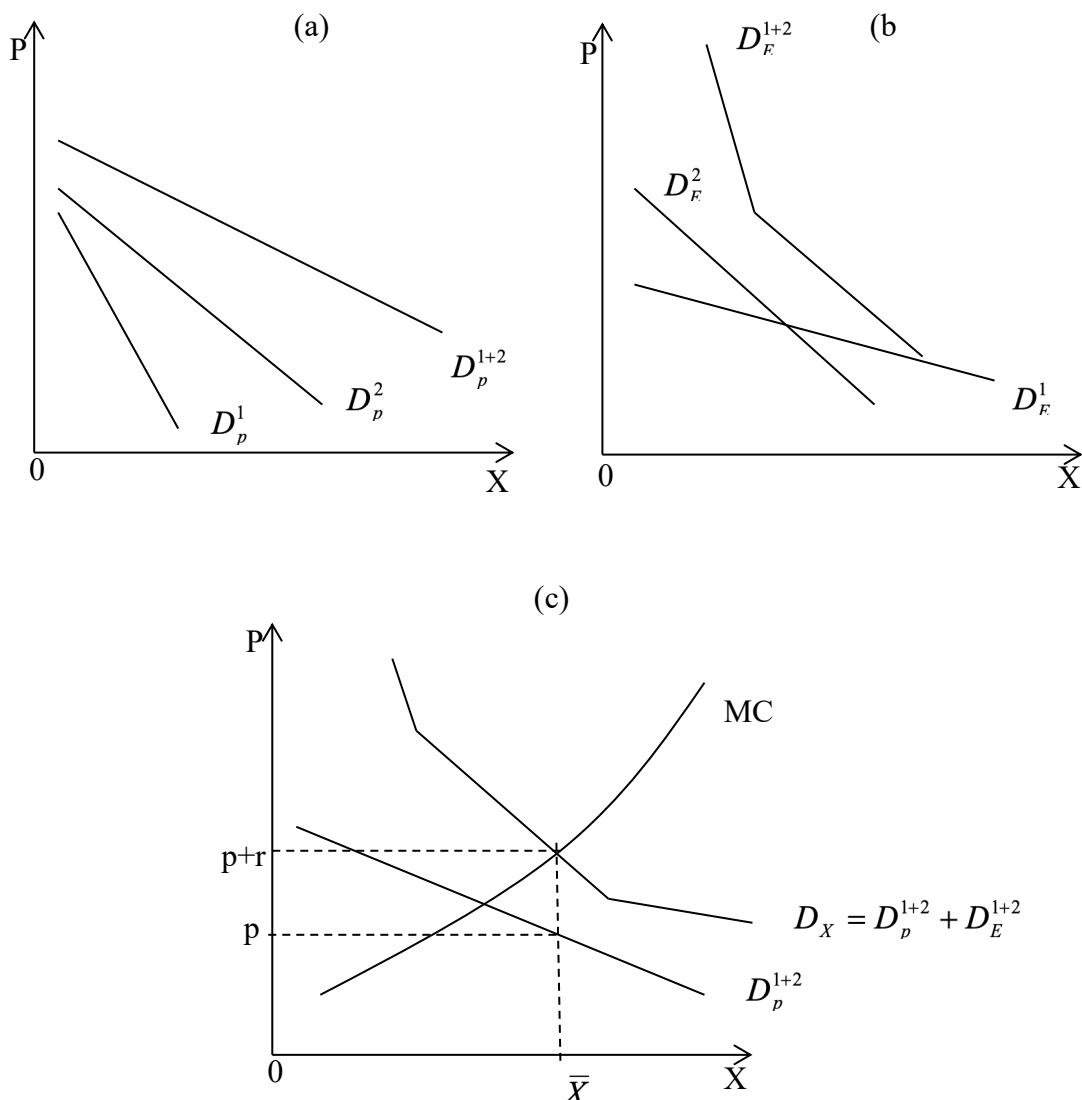 (a)
P
D_p^1
D_p^2
D_p^{1+2}
0
X
(b
P
D_E^{1+2}
D_E^2
D_E^1
0
X
(c)
P
MC
p+r
p
D_X = D_p^{1+2} + D_E^{1+2}
D_p^{1+2}
0
X̅
X